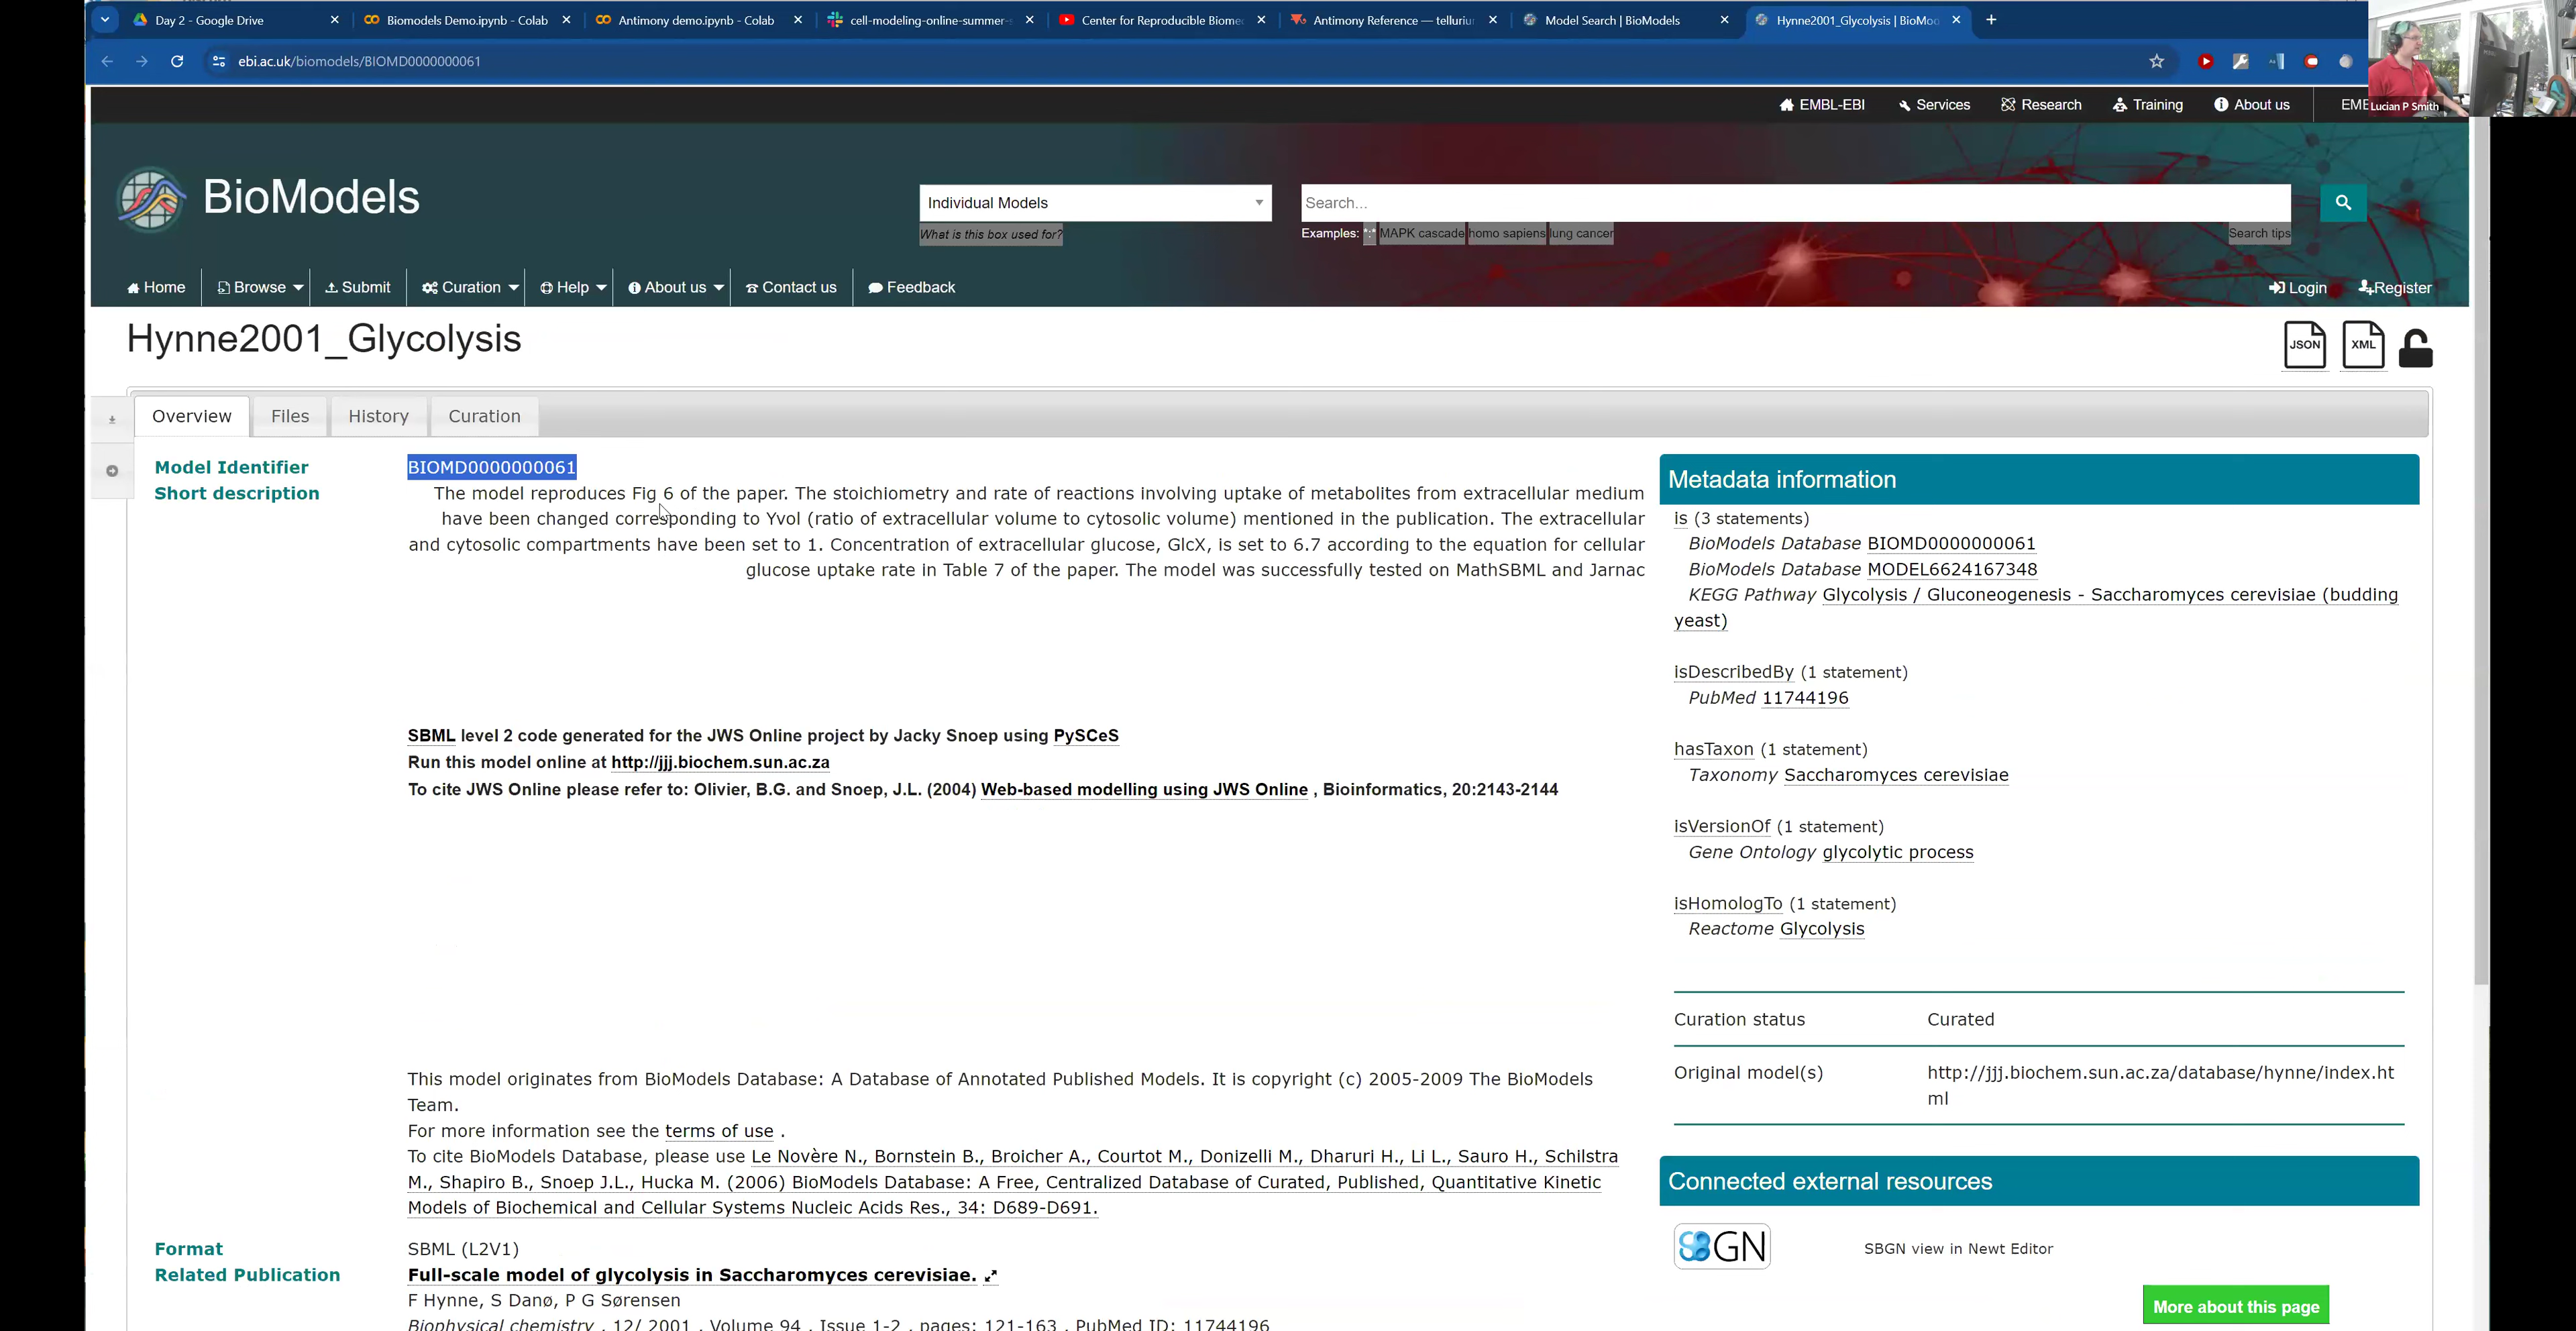 Day 2 - Google Drive
Biomodels Demo.ipynb - Colab
Antimony demo.ipynb - Colab
cell-modeling-online-summer-s
Center for Reproducible Biomed
Antimony Reference — tellurium
Model Search | BioModels
Hynne2001_Glycolysis | BioMod
ebi.ac.uk/biomodels/BIOMD0000000061
Lucian P Smith
EMBL-EBI Services Research Training About us EMB
BioModels
Individual Models
Search...
What is this box used for?
Examples: *:* MAPK cascade homo sapiens lung cancer
Search tips
Home Browse Submit Curation Help About us Contact us Feedback
Login Register
Hynne2001_Glycolysis
JSON XML
Overview Files History Curation
Model Identifier BIOMD0000000061
Short description The model reproduces Fig 6 of the paper. The stoichiometry and rate of reactions involving uptake of metabolites from extracellular medium
have been changed corresponding to Yvol (ratio of extracellular volume to cytosolic volume) mentioned in the publication. The extracellular
and cytosolic compartments have been set to 1. Concentration of extracellular glucose, GlcX, is set to 6.7 according to the equation for cellular
glucose uptake rate in Table 7 of the paper. The model was successfully tested on MathSBML and Jarnac
SBML level 2 code generated for the JWS Online project by Jacky Snoep using PySCeS
Run this model online at http://jjj.biochem.sun.ac.za
To cite JWS Online please refer to: Olivier, B.G. and Snoep, J.L. (2004) Web-based modelling using JWS Online , Bioinformatics, 20:2143-2144
This model originates from BioModels Database: A Database of Annotated Published Models. It is copyright (c) 2005-2009 The BioModels
Team.
For more information see the terms of use .
To cite BioModels Database, please use Le Novère N., Bornstein B., Broicher A., Courtot M., Donizelli M., Dharuri H., Li L., Sauro H., Schilstra
M., Shapiro B., Snoep J.L., Hucka M. (2006) BioModels Database: A Free, Centralized Database of Curated, Published, Quantitative Kinetic
Models of Biochemical and Cellular Systems Nucleic Acids Res., 34: D689-D691.
Format SBML (L2V1)
Related Publication Full-scale model of glycolysis in Saccharomyces cerevisiae.
F Hynne, S Danø, P G Sørensen
Biophysical chemistry , 12/ 2001 , Volume 94 , Issue 1-2 , pages: 121-163 , PubMed ID: 11744196
Metadata information
is (3 statements)
BioModels Database BIOMD0000000061
BioModels Database MODEL6624167348
KEGG Pathway Glycolysis / Gluconeogenesis - Saccharomyces cerevisiae (budding
yeast)
isDescribedBy (1 statement)
PubMed 11744196
hasTaxon (1 statement)
Taxonomy Saccharomyces cerevisiae
isVersionOf (1 statement)
Gene Ontology glycolytic process
isHomologTo (1 statement)
Reactome Glycolysis
Curation status Curated
Original model(s) http://jjj.biochem.sun.ac.za/database/hynne/index.ht
ml
Connected external resources
SBGN SBGN view in Newt Editor
More about this page